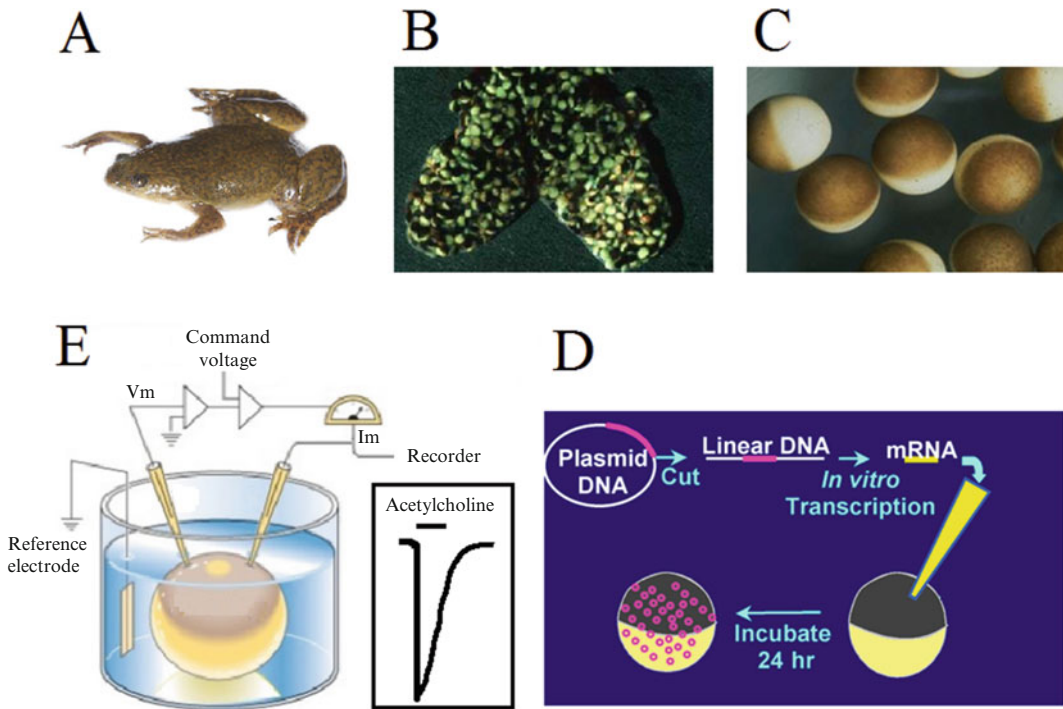 A
B
C
E
Command
voltage
Vm
Im
Recorder
Reference
electrode
Acetylcholine
D
Plasmid
DNA
Cut
Linear DNA
In vitro
Transcription
mRNA
Incubate
24 hr